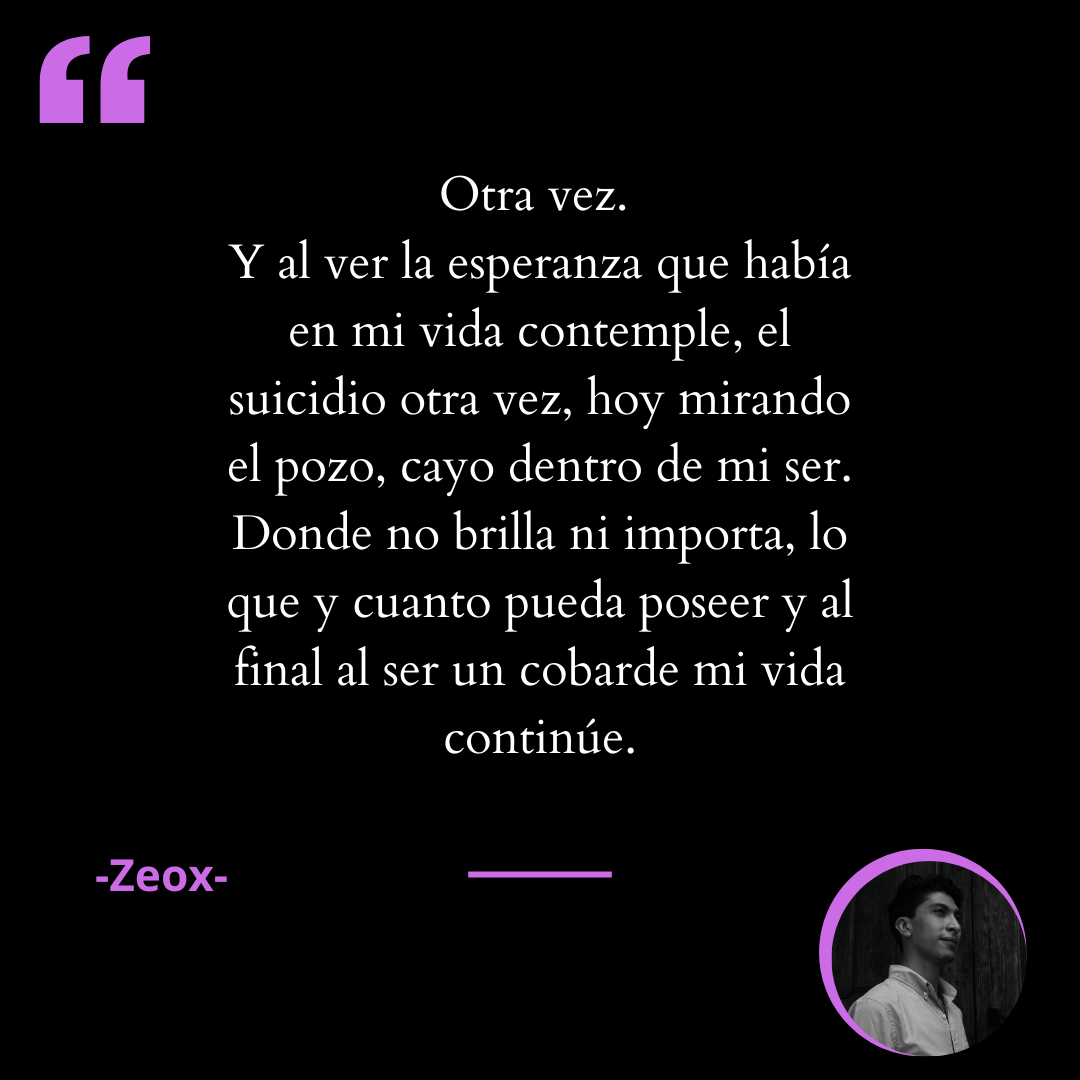 Otra vez.
Y al ver la esperanza que había
en mi vida contemple, el
suicidio otra vez, hoy mirando
el pozo, cayo dentro de mi ser.
Donde no brilla ni importa, lo
que y cuanto pueda poseer y al
final al ser un cobarde mi vida
continúe.
-Zeox-